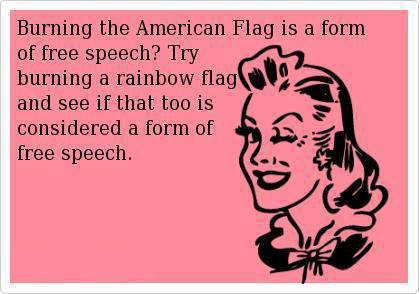 Burning the American Flag is a form
of free speech? Try
burning a rainbow flag
and see if that too is
considered a form of
free speech.